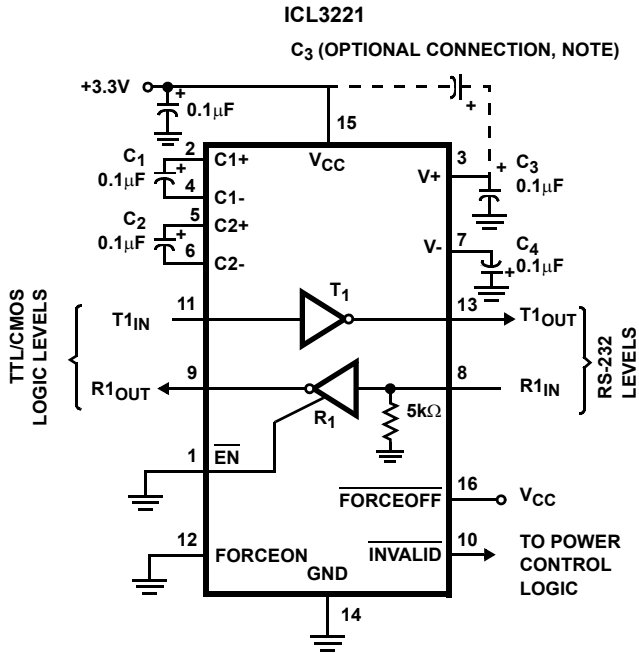 ICL3221
C3 (OPTIONAL CONNECTION, NOTE)
+3.3V
+
0.1μF
+
15
2
C1
0.1μF
+
C1+
VCC
3
V+
+
C3
0.1μF
4
C1-
5
C2
0.1μF
+
C2+
7
V-
C4
0.1μF
+
6
C2-
TTL/CMOS
LOGIC LEVELS
T1IN
11
T1
13
T1OUT
RS-232
LEVELS
R1OUT
9
R1
5kΩ
8
R1IN
1
EN
16
FORCEOFF
VCC
12
FORCEON
10
INVALID
TO POWER
CONTROL
LOGIC
GND
14